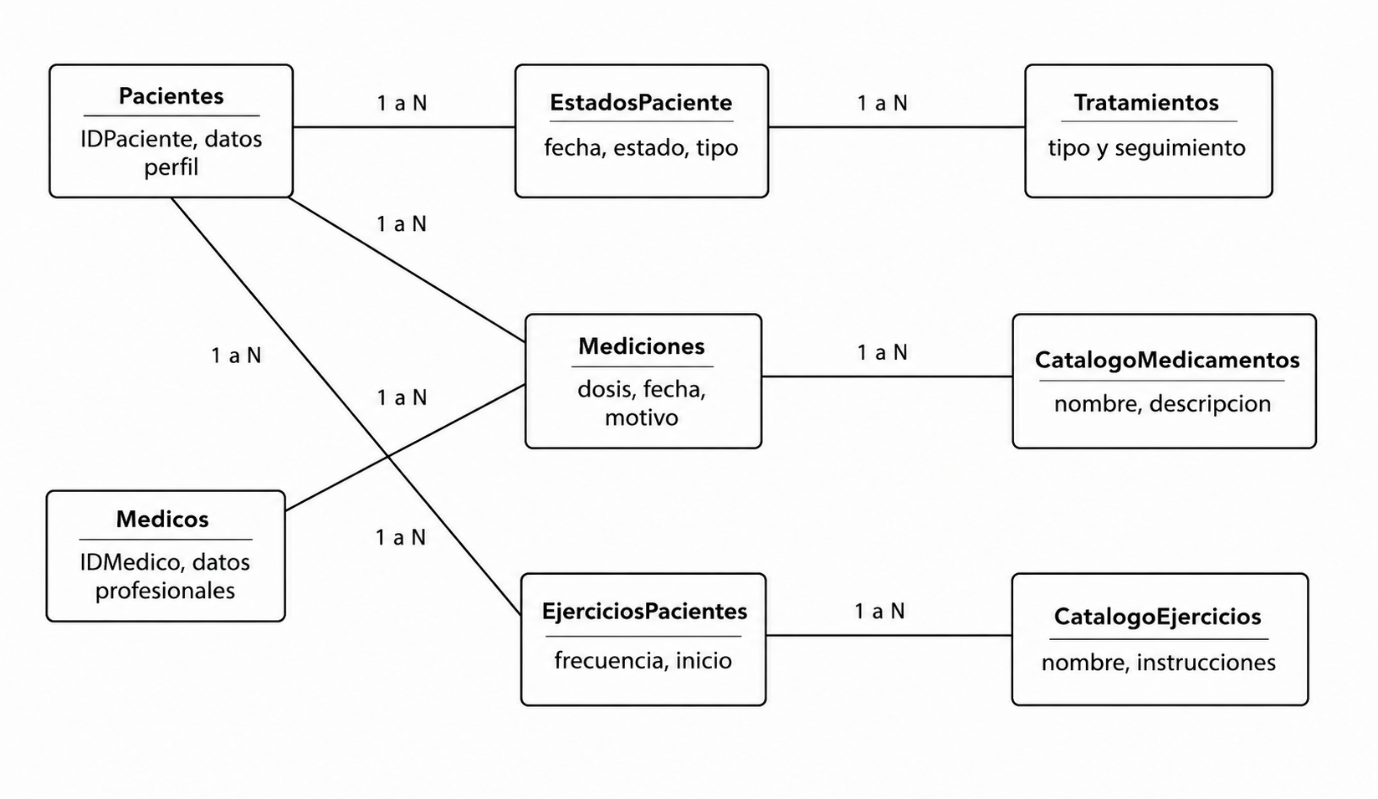 Pacientes
IDPaciente, datos
perfil
1 a N
EstadosPaciente
fecha, estado, tipo
1 a N
Tratamientos
tipo y seguimiento
1 a N
1 a N
1 a N
Mediciones
dosis, fecha,
motivo
1 a N
CatalogoMedicamentos
nombre, descripcion
Medicos
IDMedico, datos
profesionales
1 a N
EjerciciosPacientes
frecuencia, inicio
1 a N
CatalogoEjercicios
nombre, instrucciones